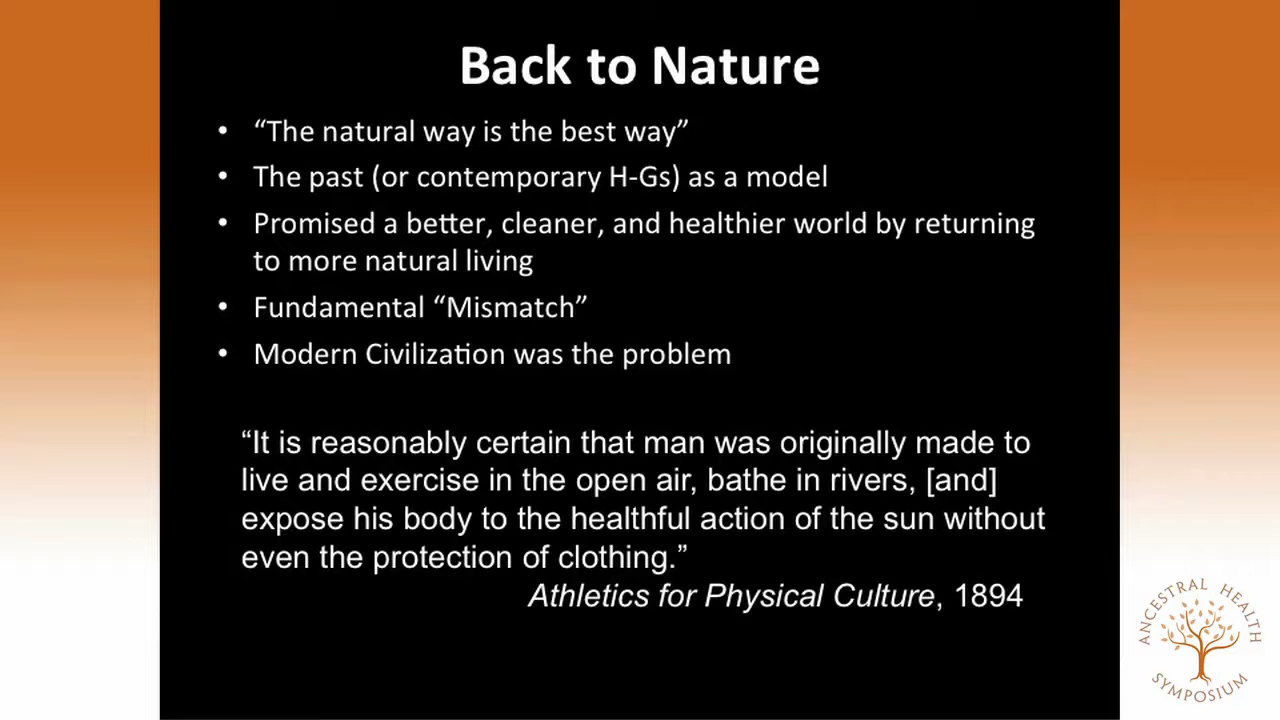 Back to Nature
• “The natural way is the best way”
• The past (or contemporary H-Gs) as a model
• Promised a better, cleaner, and healthier world by returning
to more natural living
• Fundamental “Mismatch”
• Modern Civilization was the problem
“It is reasonably certain that man was originally made to
live and exercise in the open air, bathe in rivers, [and]
expose his body to the healthful action of the sun without
even the protection of clothing.”
Athletics for Physical Culture, 1894
ANCESTRAL HEALTH
SYMPOSIUM